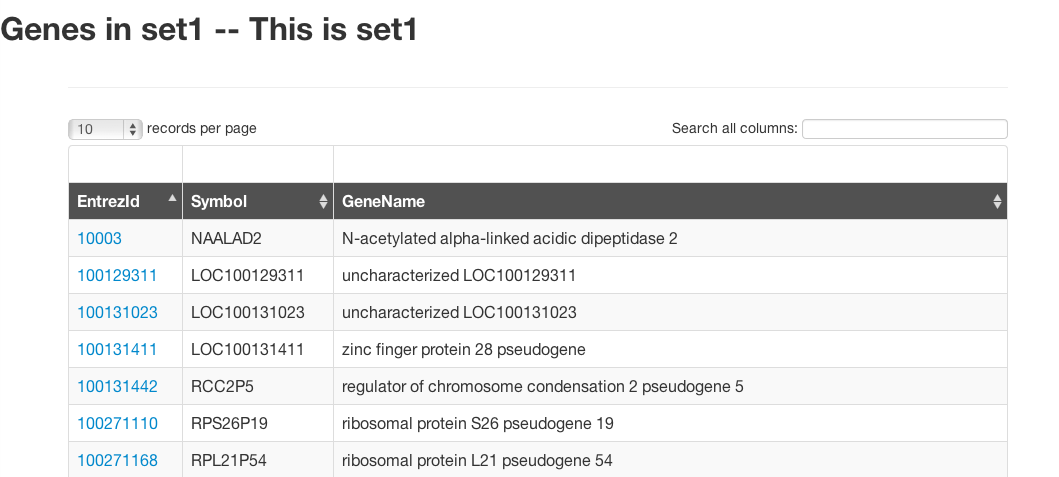 Genes in set1 -- This is set1
10 records per page Search all columns:
EntrezId Symbol GeneName
10003 NAALAD2 N-acetylated alpha-linked acidic dipeptidase 2
100129311 LOC100129311 uncharacterized LOC100129311
100131023 LOC100131023 uncharacterized LOC100131023
100131411 LOC100131411 zinc finger protein 28 pseudogene
100131442 RCC2P5 regulator of chromosome condensation 2 pseudogene 5
100271110 RPS26P19 ribosomal protein S26 pseudogene 19
100271168 RPL21P54 ribosomal protein L21 pseudogene 54